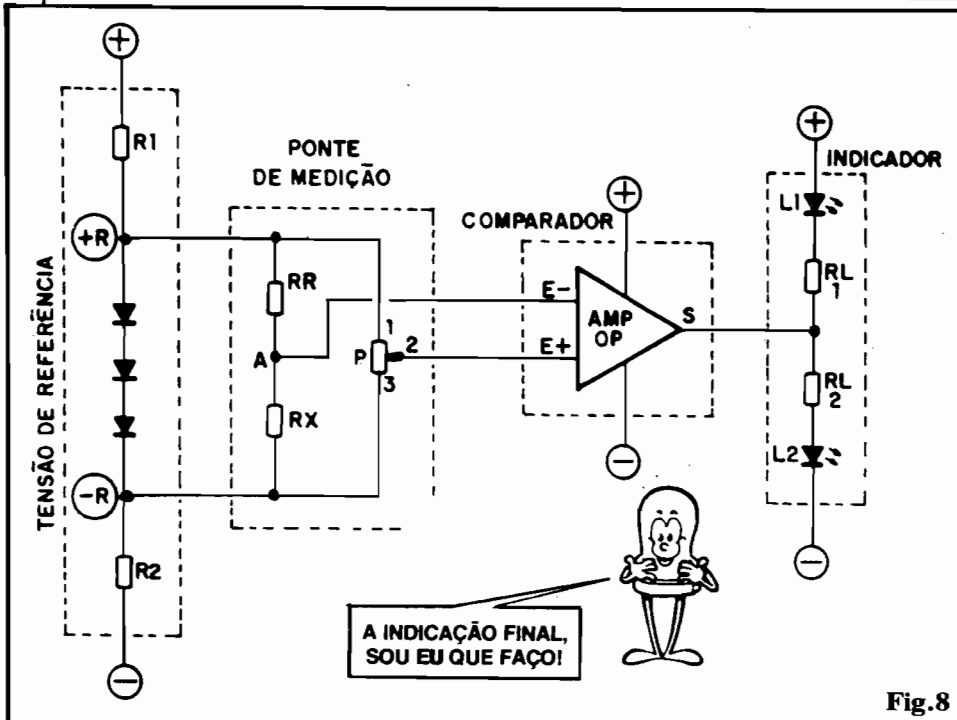 +
R1
+R
TENSÃO DE REFERÊNCIA
-R
R2
-
PONTE
DE MEDIÇÃO
RR
A
RX
1
P 2
3
COMPARADOR
+
E-
E+
AMP
OP
S
-
+
INDICADOR
L1
RL
1
RL
2
L2
-
A INDICAÇÃO FINAL,
SOU EU QUE FAÇO!
Fig.8